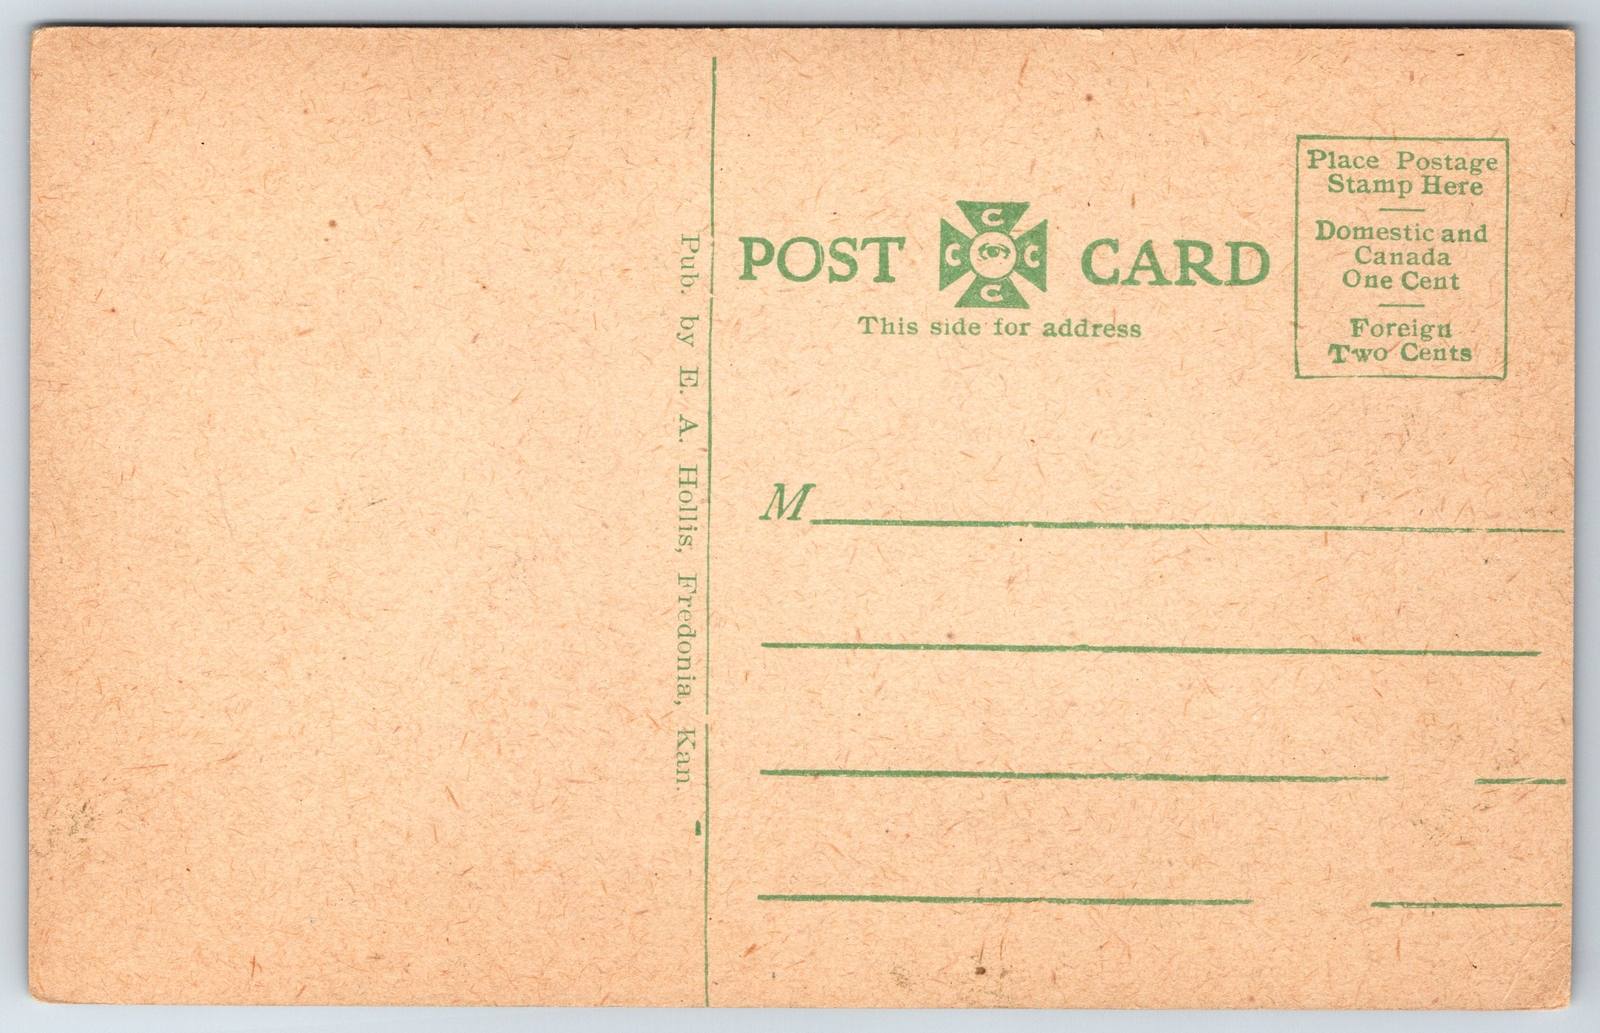 Pub. by E. A. Hollis, Fredonia, Kan.
POST CARD
C
C C
C
This side for address
Place Postage
Stamp Here
Domestic and
Canada
One Cent
Foreign
Two Cents
M